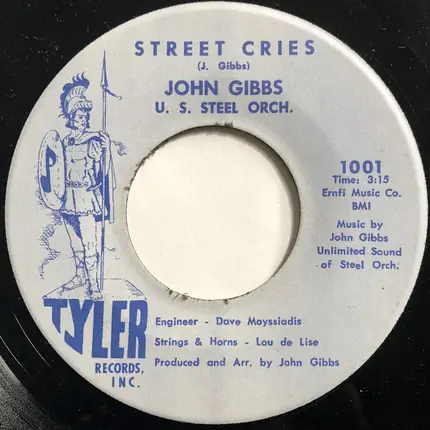 STREET CRIES
(J. Gibbs)
JOHN GIBBS
U. S. STEEL ORCH.
1001
Time: 3:15
Ernfi Music Co.
BMI
Music by
John Gibbs
Unlimited Sound
of Steel Orch.
TYLER
RECORDS,
INC.
Engineer - Dave Moyssiadis
Strings & Horns - Lou de Lise
Produced and Arr. by John Gibbs